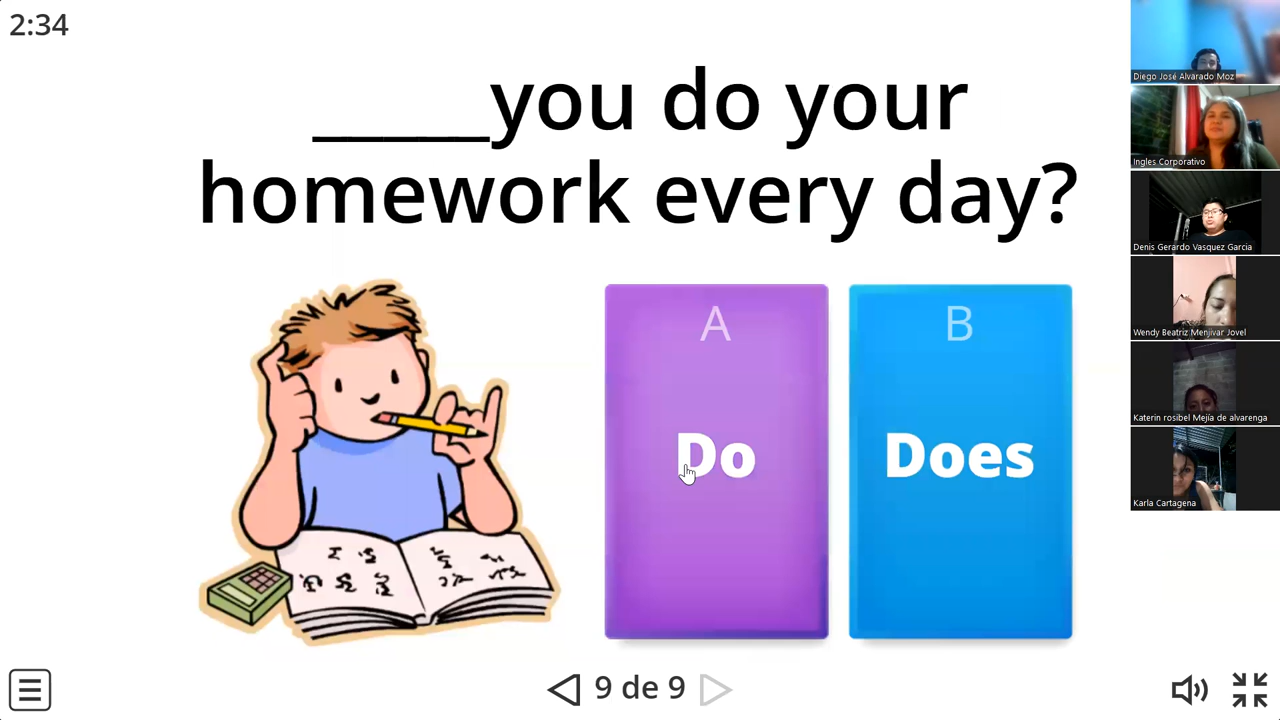 2:34
_____you do your
homework every day?
A
Do
B
Does
9 de 9
Diego José Alvarado Moz
Ingles Corporativo
Denis Gerardo Vasquez Garcia
Wendy Beatriz Menjivar Jovel
Katerin rosibel Mejía de alvarenga
Karla Cartagena